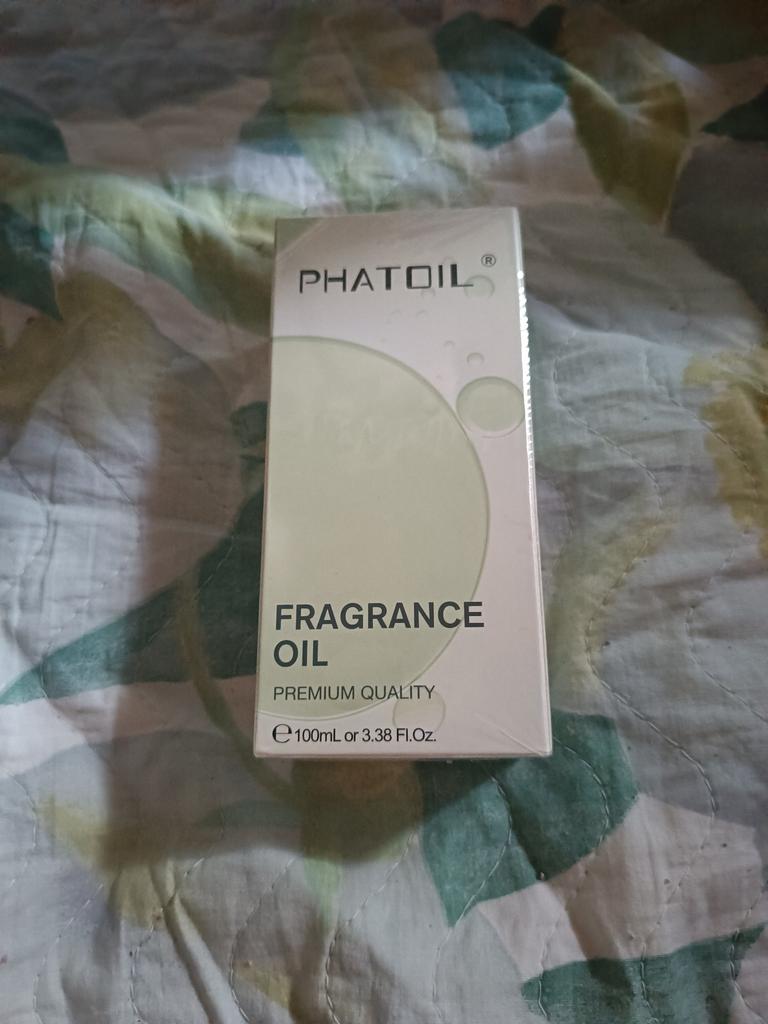 PHATOIL®
FRAGRANCE
OIL
PREMIUM QUALITY
℮100mL or 3.38 Fl.Oz.